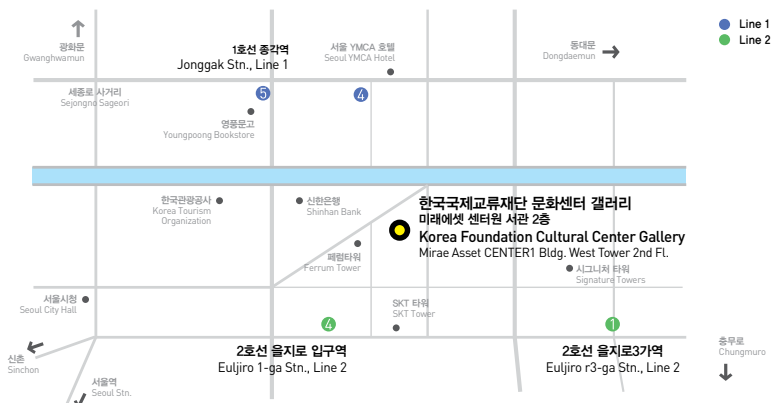 Line 1
Line 2
광화문
Gwanghwamun
1호선 종각역
Jonggak Stn., Line 1
서울 YMCA 호텔
Seoul YMCA Hotel
동대문
Dongdaemun
세종로 사거리
Sejongno Sageori
5
4
영풍문고
Youngpoong Bookstore
한국관광공사
Korea Tourism
Organization
신한은행
Shinhan Bank
한국국제교류재단 문화센터 갤러리
미래에셋 센터원 서관 2층
Korea Foundation Cultural Center Gallery
Mirae Asset CENTER1 Bldg. West Tower 2nd Fl.
페럼타워
Ferrum Tower
시그니처 타워
Signature Towers
서울시청
Seoul City Hall
SKT 타워
SKT Tower
4
1
2호선 을지로 입구역
Euljiro 1-ga Stn., Line 2
2호선 을지로3가역
Euljiro r3-ga Stn., Line 2
신촌
Sinchon
충무로
Chungmuro
서울역
Seoul Stn.